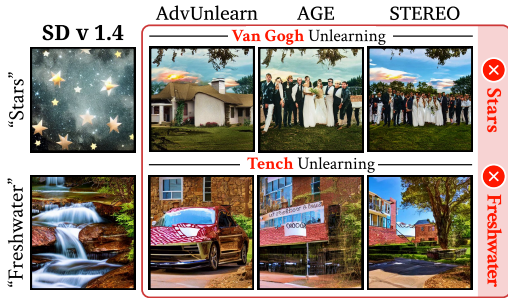 AdvUnlearn AGE STEREO
SD v 1.4
Van Gogh Unlearning
"Stars"
Stars
Tench Unlearning
"Freshwater"
Freshwater